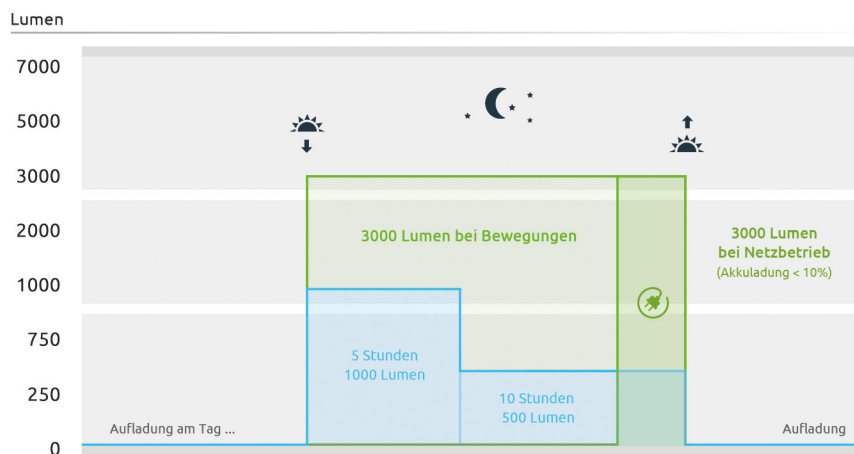 Lumen
7000
5000
3000
2000
1000
750
250
0
3000 Lumen bei Bewegungen
3000 Lumen
bei Netzbetrieb
(Akkuladung < 10%)
5 Stunden
1000 Lumen
10 Stunden
500 Lumen
Aufladung am Tag ...
Aufladung